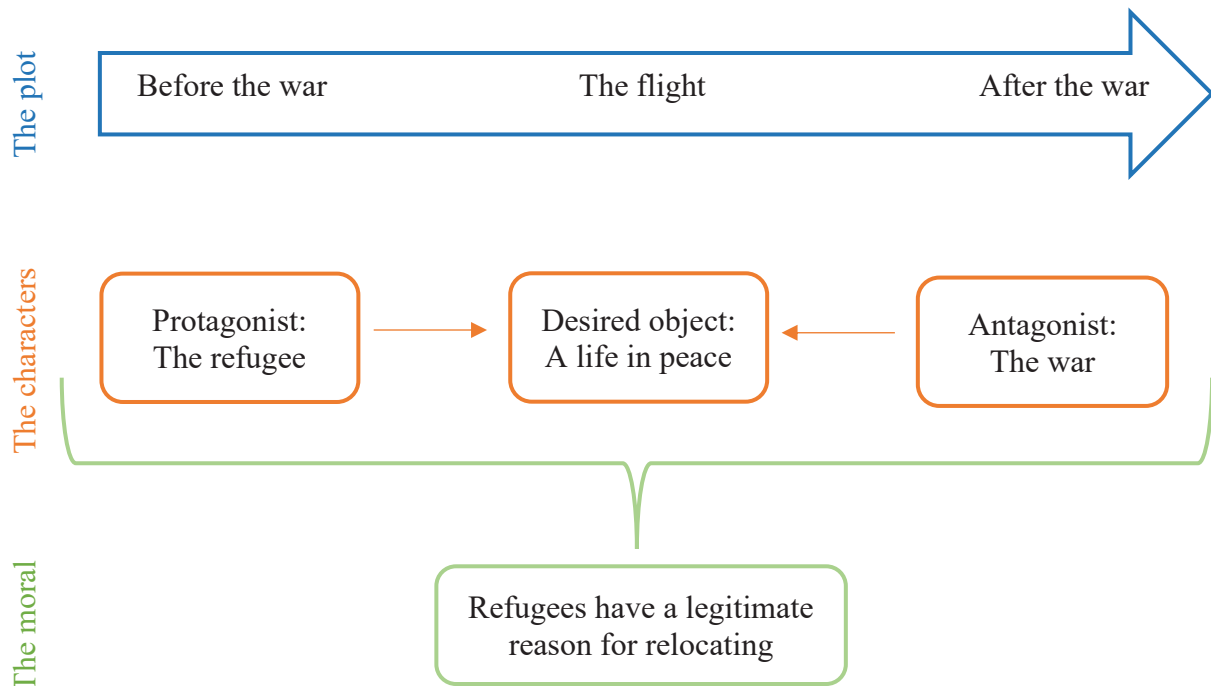 The plot
Before the war
The flight
After the war
The characters
Protagonist:
The refugee
Desired object:
A life in peace
Antagonist:
The war
The moral
Refugees have a legitimate
reason for relocating